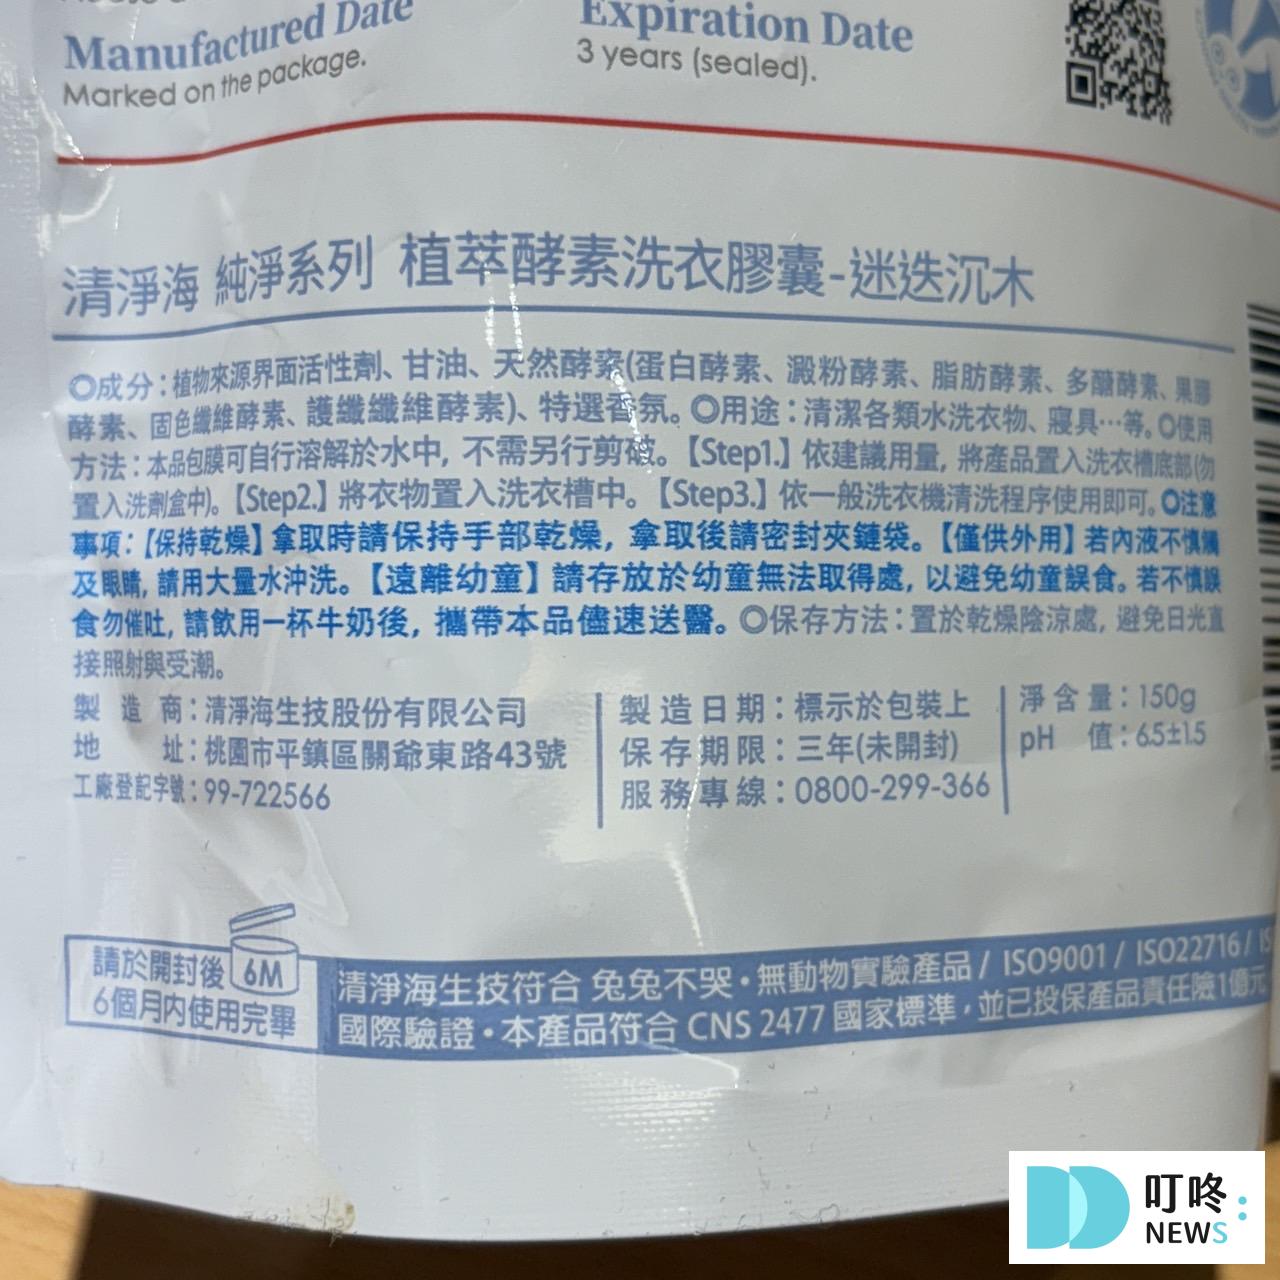 Manufactured Date
Marked on the package.
Expiration Date
3 years (sealed).
清淨海 純淨系列 植萃酵素洗衣膠囊-迷迭沉木
◎成分：植物來源界面活性劑、甘油、天然酵素(蛋白酵素、澱粉酵素、脂肪酵素、多醣酵素、果膠
酵素、固色纖維酵素、護纖纖維酵素)、特選香氛。◎用途：清潔各類水洗衣物、寢具…等。◎使用
方法：本品包膜可自行溶解於水中，不需另行剪破。【Step1.】依建議用量，將產品置入洗衣槽底部(勿
置入洗劑盒中)。【Step2.】將衣物置入洗衣槽中。【Step3.】依一般洗衣機清洗程序使用即可。◎注意
事項：【保持乾燥】拿取時請保持手部乾燥，拿取後請密封夾鏈袋。【僅供外用】若內液不慎觸
及眼睛，請用大量水沖洗。【遠離幼童】請存放於幼童無法取得處，以避免幼童誤食。若不慎誤
食勿催吐，請飲用一杯牛奶後，攜帶本品儘速送醫。◎保存方法：置於乾燥陰涼處，避免日光直
接照射與受潮。
製造商：清淨海生技股份有限公司
地址：桃園市平鎮區關爺東路43號
工廠登記字號：99-722566
製造日期：標示於包裝上
保存期限：三年(未開封)
服務專線：0800-299-366
淨含量：150g
pH 值：6.5±1.5
請於開封後 6M
6個月內使用完畢
清淨海生技符合 兔兔不哭・無動物實驗產品 / ISO9001 / ISO22716 / IS
國際驗證・本產品符合 CNS 2477 國家標準，並已投保產品責任險1億元
叮咚
NEWS